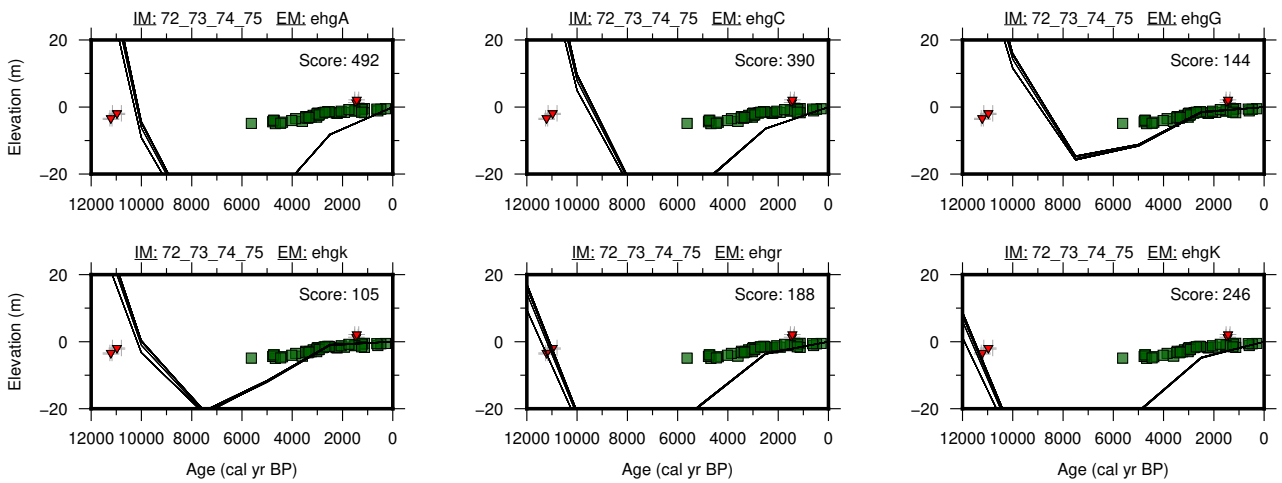 IM: 72_73_74_75 EM: ehgA
IM: 72_73_74_75 EM: ehgC
IM: 72_73_74_75 EM: ehgG
20
0
−20
Elevation (m)
Score: 492
12000 10000 8000 6000 4000 2000 0
20
0
−20
Score: 390
12000 10000 8000 6000 4000 2000 0
20
0
−20
Score: 144
12000 10000 8000 6000 4000 2000 0
IM: 72_73_74_75 EM: ehgk
IM: 72_73_74_75 EM: ehgr
IM: 72_73_74_75 EM: ehgK
20
0
−20
Elevation (m)
Score: 105
12000 10000 8000 6000 4000 2000 0
Age (cal yr BP)
20
0
−20
Score: 188
12000 10000 8000 6000 4000 2000 0
Age (cal yr BP)
20
0
−20
Score: 246
12000 10000 8000 6000 4000 2000 0
Age (cal yr BP)